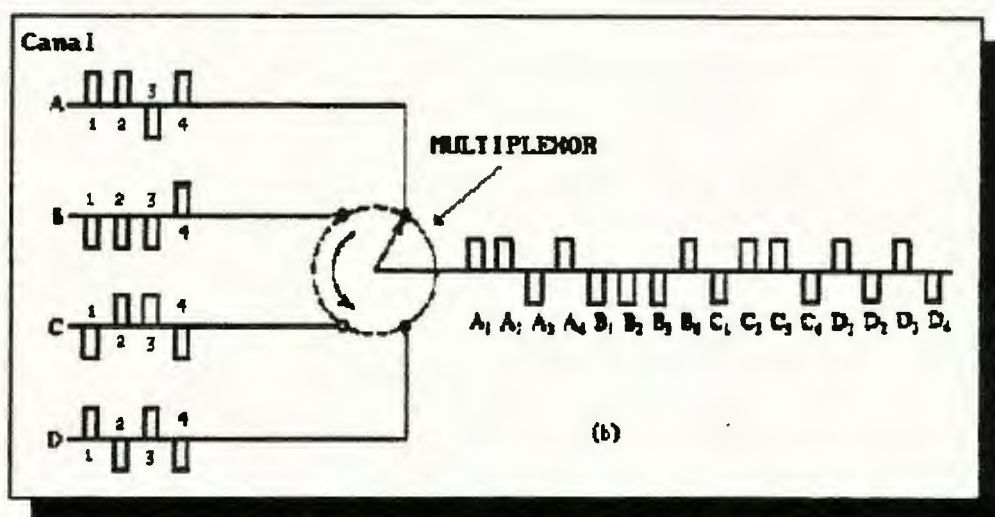 Canal
A 1 2 3 4
MULTIPLEXOR
B 1 2 3 4
C 1 2 3 4
A₁ A₂ A₃ A₄ B₁ B₂ B₃ B₄ C₁ C₂ C₃ C₄ D₂ D₃ D₄
D 1 2 3 4
(b)